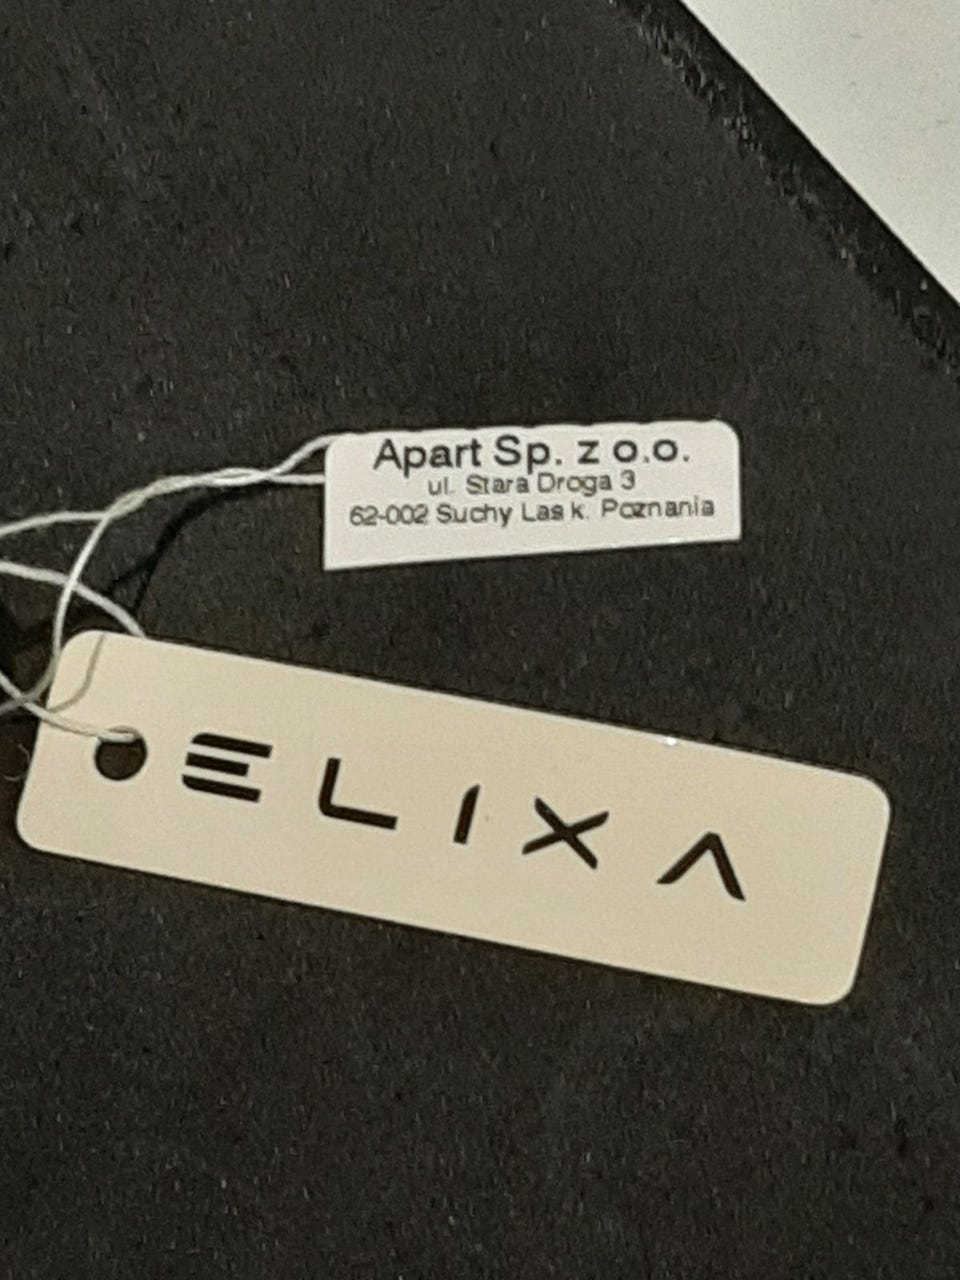 Apart Sp. z o.o.
ul. Stara Droga 3
62-002 Suchy Las k. Poznania
ELIXA